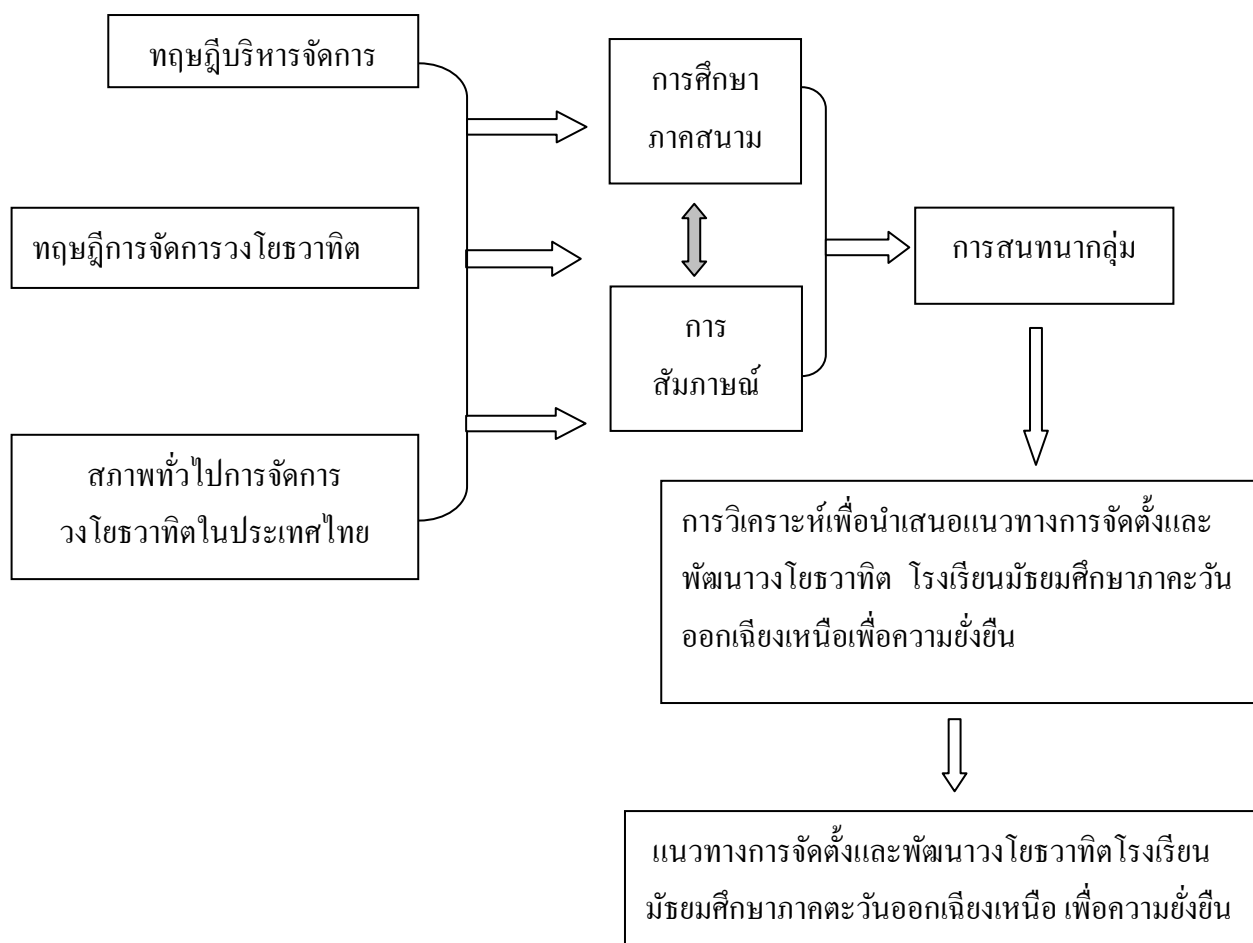 ทฤษฎีบริหารจัดการ
ทฤษฎีการจัดการวงโยธวาทิต
สภาพทั่วไปการจัดการ
วงโยธวาทิตในประเทศไทย
การศึกษา
ภาคสนาม
การ
สัมภาษณ์
การสนทนากลุ่ม
การวิเคราะห์เพื่อนำเสนอแนวทางการจัดตั้งและ
พัฒนาวงโยธวาทิต โรงเรียนมัธยมศึกษาภาคะวัน
ออกเฉียงเหนือเพื่อความยั่งยืน
แนวทางการจัดตั้งและพัฒนาวงโยธวาทิตโรงเรียน
มัธยมศึกษาภาคตะวันออกเฉียงเหนือ เพื่อความยั่งยืน